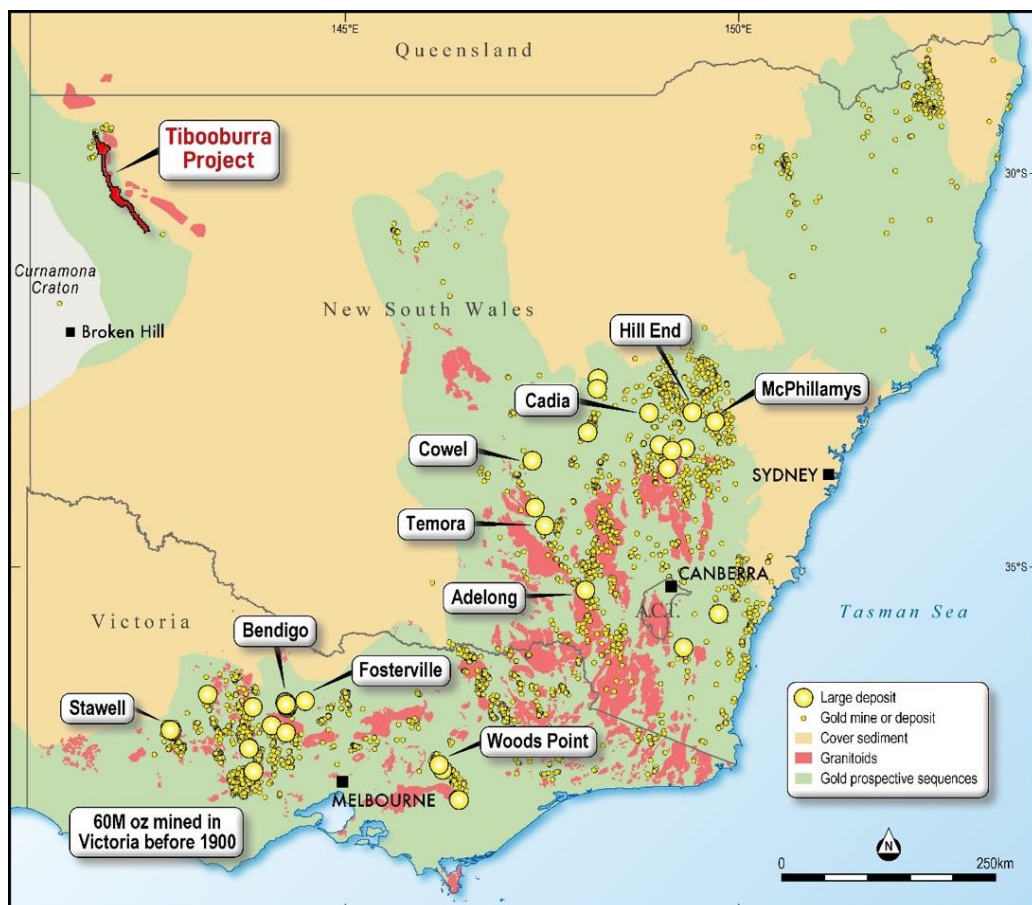 145°E
150°E
Queensland
Tibooburra
Project
30°S
Curnamona
Craton
Broken Hill
New South Wales
Hill End
Cadia
McPhillamys
Cowel
SYDNEY
Temora
35°S
CANBERRA
Adelong
A.C.T.
Tasman Sea
Victoria
Bendigo
Fosterville
Stawell
Woods Point
MELBOURNE
60M oz mined in
Victoria before 1900
Large deposit
Gold mine or deposit
Cover sediment
Granitoids
Gold prospective sequences
N
0
250km